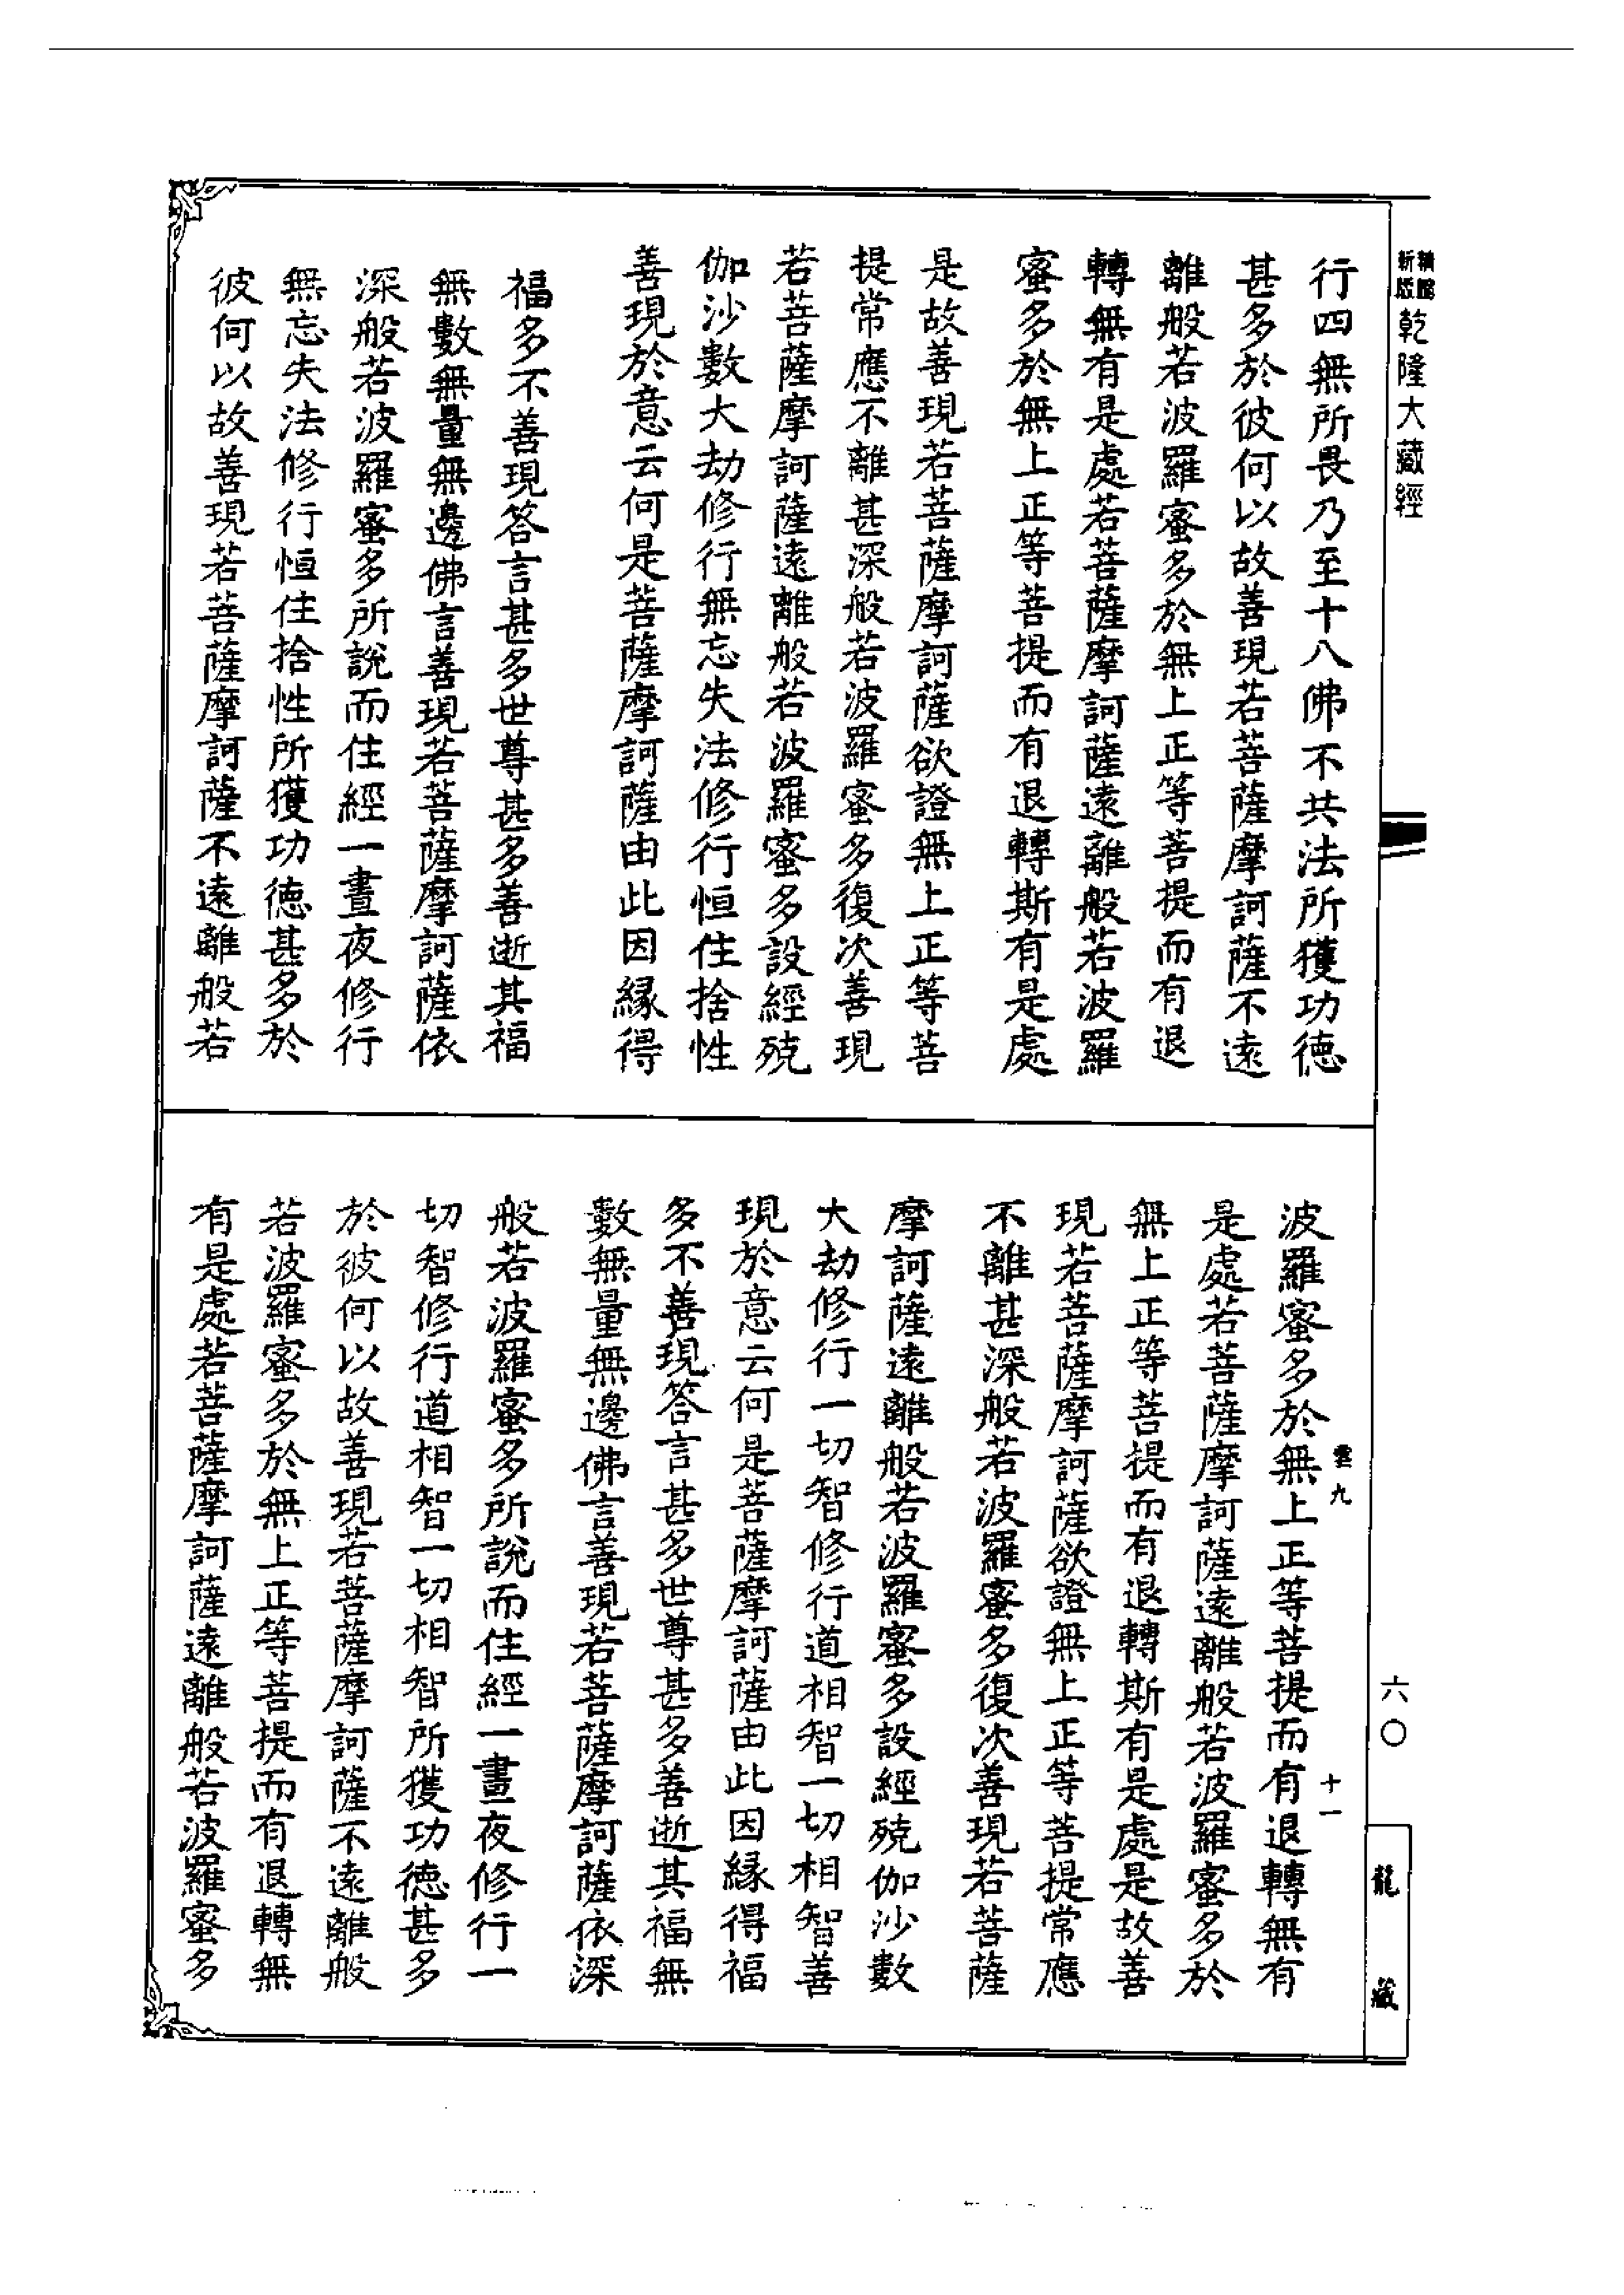 乾隆大藏經
行四無所畏乃至十八佛不共法所獲功德
甚多於彼何以故善現若菩薩摩訶薩不遠
離般若波羅蜜多於無上正等菩提而有退
轉無有是處若菩薩摩訶薩遠離般若波羅
蜜多於無上正等菩提而有退轉斯有是處
是故善現若菩薩摩訶薩欲證無上正等菩
提常應不離甚深般若波羅蜜多復次善現
若菩薩摩訶薩遠離般若波羅蜜多設經殑
伽沙數大劫修行無忘失法修行恒住捨性
善現於意云何是菩薩摩訶薩由此因緣得
福多不善現答言甚多世尊甚多善逝其福
無數無量無邊佛言善現若菩薩摩訶薩依
深般若波羅蜜多所說而住經一晝夜修行
無忘失法修行恒住捨性所獲功德甚多於
彼何以故善現若菩薩摩訶薩不遠離般若
波羅蜜多於無上正等菩提而有退轉無有
是處若菩薩摩訶薩遠離般若波羅蜜多於
無上正等菩提而有退轉斯有是處是故善
現若菩薩摩訶薩欲證無上正等菩提常應
不離甚深般若波羅蜜多復次善現若菩薩
摩訶薩遠離般若波羅蜜多設經殑伽沙數
大劫修行一切智修行道相智一切相智善
現於意云何是菩薩摩訶薩由此因緣得福
多不善現答言甚多世尊甚多善逝其福無
數無量無邊佛言善現若菩薩摩訶薩依深
般若波羅蜜多所說而住經一晝夜修行一
切智修行道相智一切相智所獲功德甚多
於彼何以故善現若菩薩摩訶薩不遠離般
若波羅蜜多於無上正等菩提而有退轉無
有是處若菩薩摩訶薩遠離般若波羅蜜多
雲九
十一
六〇
龍藏